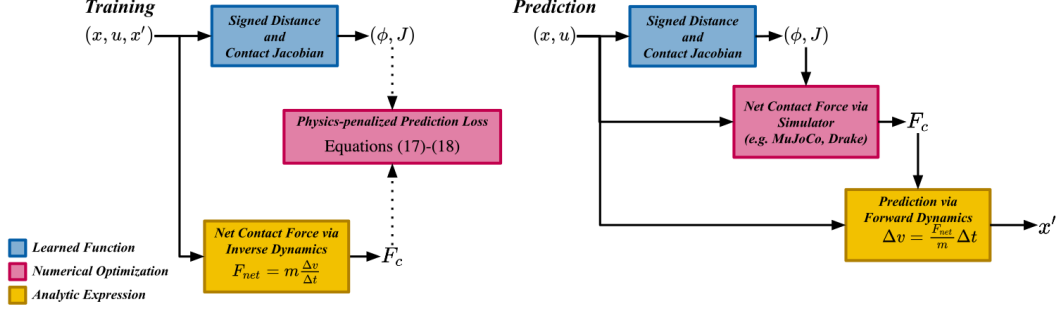 Training
(x, u, x′)
Signed Distance
and
Contact Jacobian
(ϕ, J)
Physics-penalized Prediction Loss
Equations (17)-(18)
Net Contact Force via
Inverse Dynamics
F_net = m Δv/Δt
F_c
Learned Function
Numerical Optimization
Analytic Expression
Prediction
(x, u)
Signed Distance
and
Contact Jacobian
(ϕ, J)
Net Contact Force via
Simulator
(e.g. MuJoCo, Drake)
F_c
Prediction via
Forward Dynamics
Δv = F_net/m Δt
x′